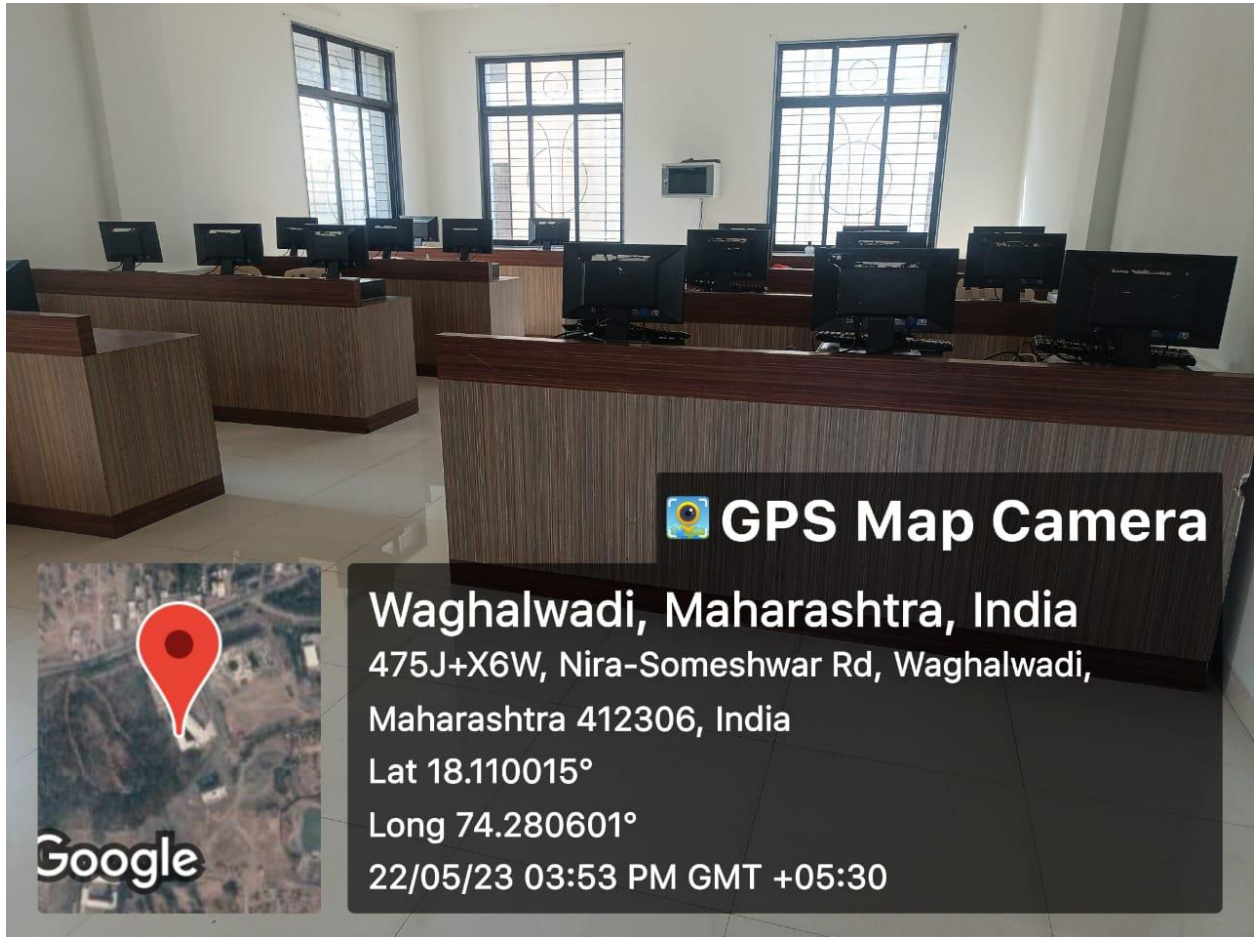 GPS Map Camera
Waghalwadi, Maharashtra, India
475J+X6W, Nira-Someshwar Rd, Waghalwadi,
Maharashtra 412306, India
Lat 18.110015°
Long 74.280601°
22/05/23 03:53 PM GMT +05:30
Google